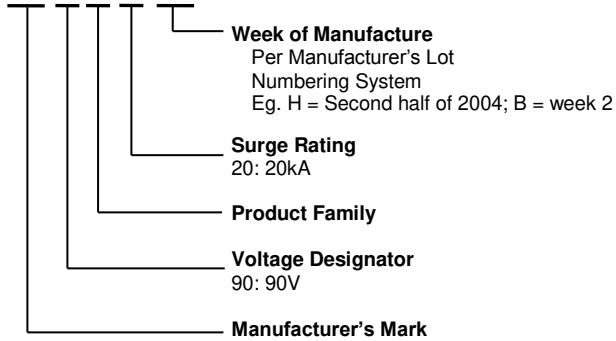 Week of Manufacture
Per Manufacturer's Lot
Numbering System
Eg. H = Second half of 2004; B = week 2
Surge Rating
20: 20kA
Product Family
Voltage Designator
90: 90V
Manufacturer's Mark